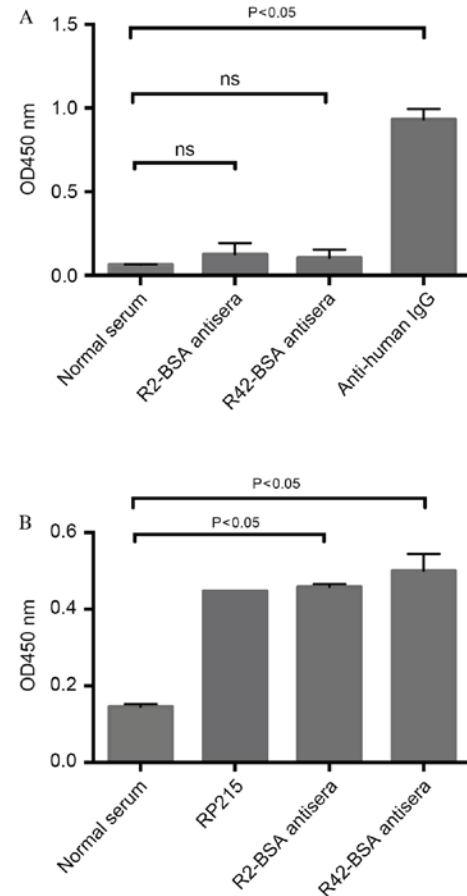 A
P<0.05
1.5
ns
1.0
OD450 nm
ns
0.5
0.0
Normal serum
R2-BSA antisera
R42-BSA antisera
Anti-human IgG
P<0.05
B
P<0.05
0.6
0.4
OD450 nm
0.2
0.0
Normal serum
RP215
R2-BSA antisera
R42-BSA antisera